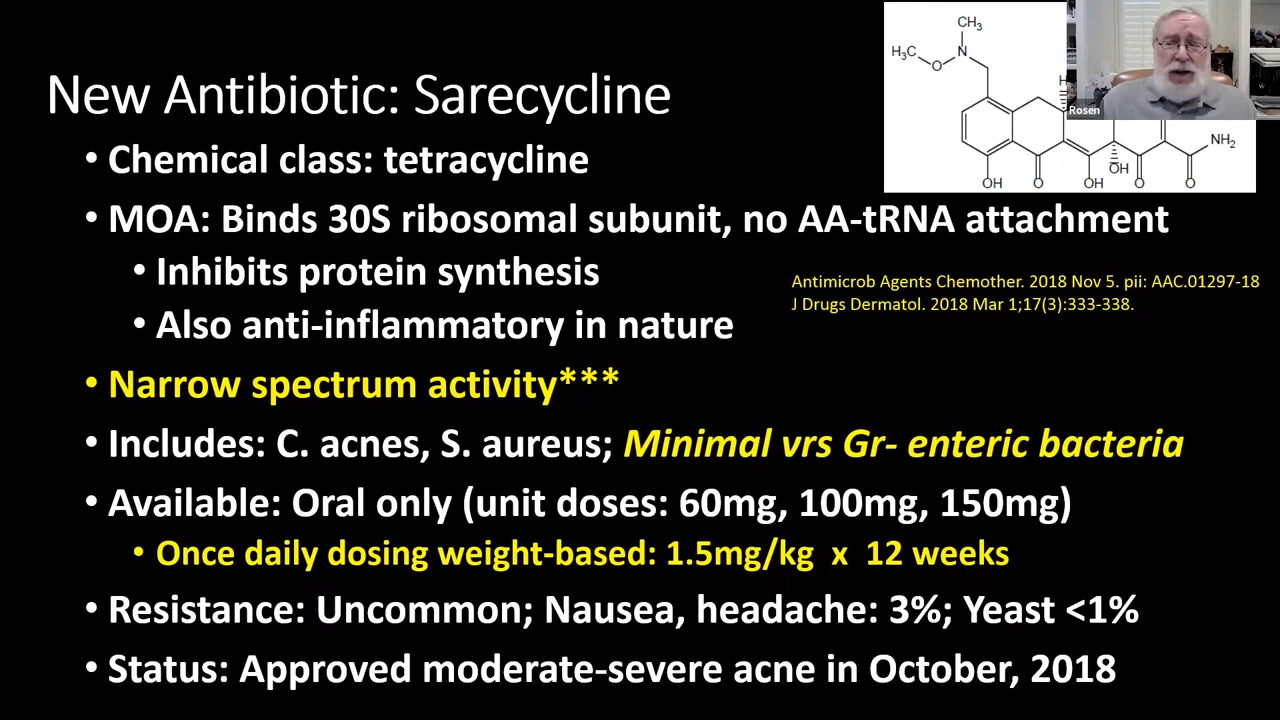 New Antibiotic: Sarecycline
CH₃
H₃C
N
O
H
Rosen
NH₂
OH
O
OH
OH
O
O
• Chemical class: tetracycline
• MOA: Binds 30S ribosomal subunit, no AA-tRNA attachment
• Inhibits protein synthesis
• Also anti-inflammatory in nature
Antimicrob Agents Chemother. 2018 Nov 5. pii: AAC.01297-18
J Drugs Dermatol. 2018 Mar 1;17(3):333-338.
• Narrow spectrum activity***
• Includes: C. acnes, S. aureus; Minimal vrs Gr- enteric bacteria
• Available: Oral only (unit doses: 60mg, 100mg, 150mg)
• Once daily dosing weight-based: 1.5mg/kg x 12 weeks
• Resistance: Uncommon; Nausea, headache: 3%; Yeast <1%
• Status: Approved moderate-severe acne in October, 2018